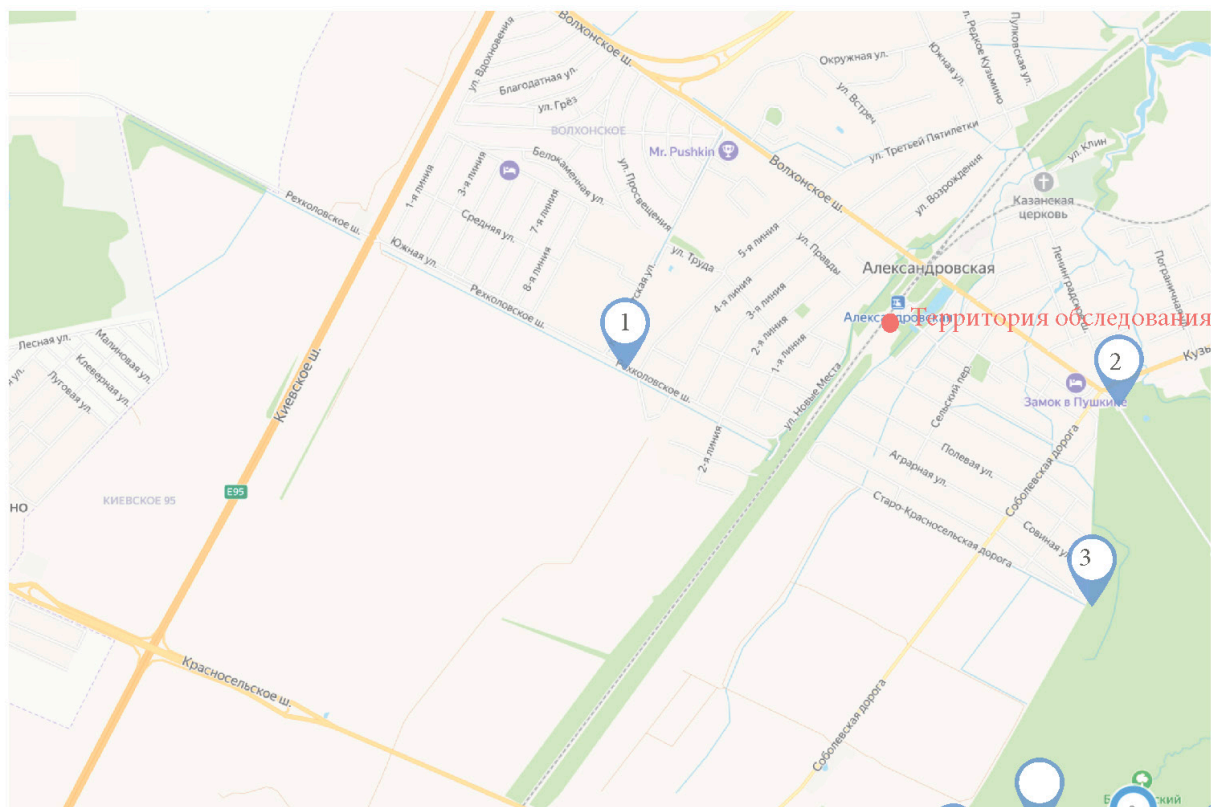 Волхонское ш.
ул. Вдохновения
Благодатная ул.
ул. Грёз
ВОЛХОНСКОЕ
Mr. Pushkin
Окружная ул.
Южная ул.
ул. Редкое Кузьмино
Пулковская ул.
ул. Встреч
ул. Третьей Пятилетки
ул. Клин
Волхонское ш.
ул. Возрождения
Казанская
церковь
1-я линия
3-я линия
Белокаменная ул.
ул. Просвещения
7-я линия
Средняя ул.
8-я линия
Рехколовское ш.
Южная ул.
Рехколовское ш.
ул. Труда
5-я линия
ул. Правды
4-я линия
3-я линия
2-я линия
1-я линия
Александровская
Ленинградская ул.
Пограничная ул.
Александровская
Территория обследования
1
2
Лесная ул.
Малиновая ул.
Клеверная ул.
Луговая ул.
Киевское ш.
Рехколовское ш.
ул. Новые Места
Сельский пер.
Замок в Пушкине
2-я линия
Соболевская дорога
Полевая ул.
Аграрная ул.
Совиная ул.
Старо-Красносельская дорога
3
E95
КИЕВСКОЕ 95
НО
Красносельское ш.
Соболевская дорога